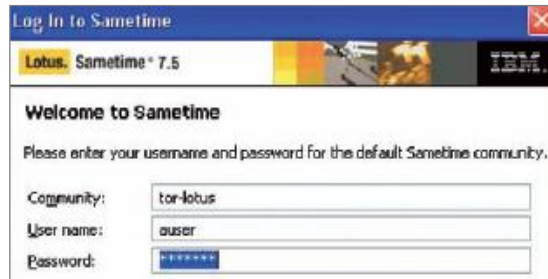 Log In to Sametime
Lotus. Sametime® 7.5
IBM.
Welcome to Sametime
Please enter your username and password for the default Sametime community.
Community: tor-lotus
User name: auser
Password: *******